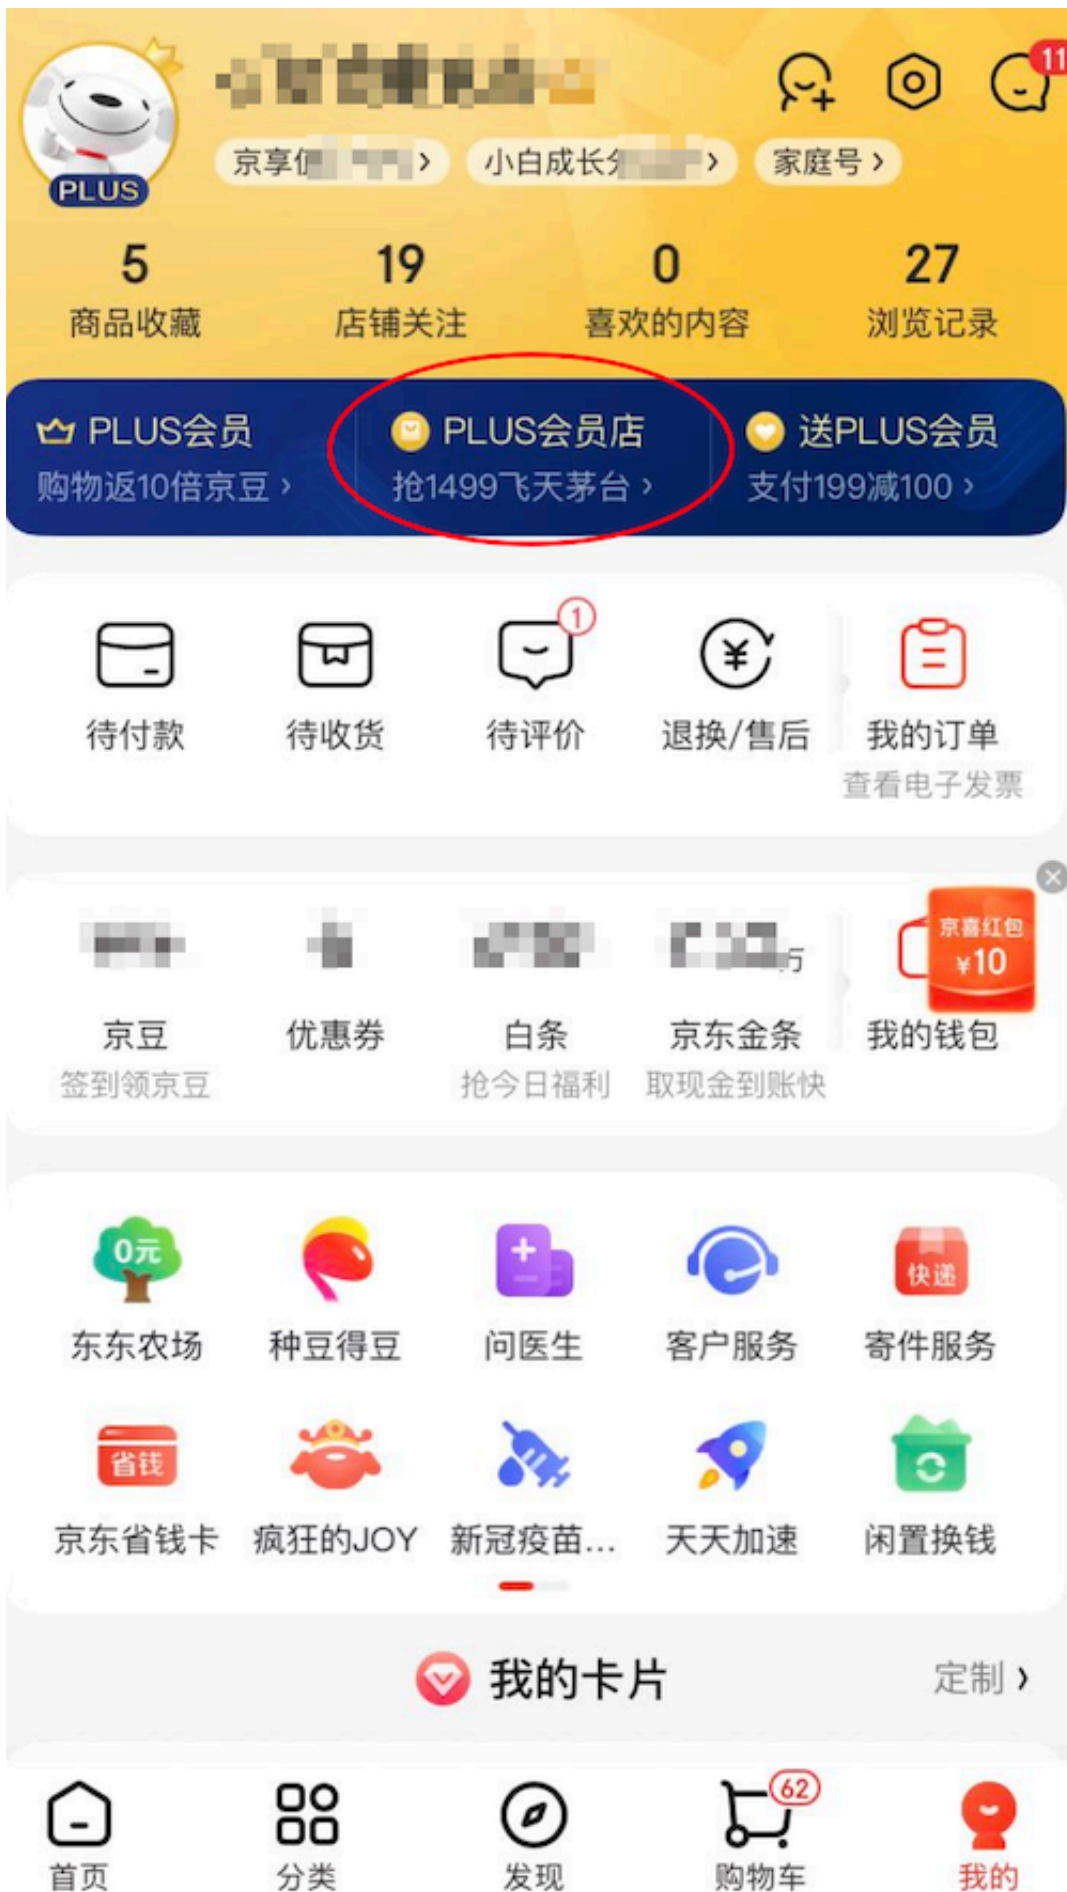 11
PLUS
京享值
小白成长分
家庭号
5
19
0
27
商品收藏
店铺关注
喜欢的内容
浏览记录
PLUS会员
PLUS会员店
送PLUS会员
购物返10倍京豆
抢1499飞天茅台
支付199减100
1
待付款
待收货
待评价
退换/售后
我的订单
查看电子发票
京喜红包
¥10
万
京豆
优惠券
白条
京东金条
我的钱包
签到领京豆
抢今日福利
取现金到账快
0元
快递
东东农场
种豆得豆
问医生
客户服务
寄件服务
省钱
京东省钱卡
疯狂的JOY
新冠疫苗...
天天加速
闲置换钱
我的卡片
定制
62
首页
分类
发现
购物车
我的